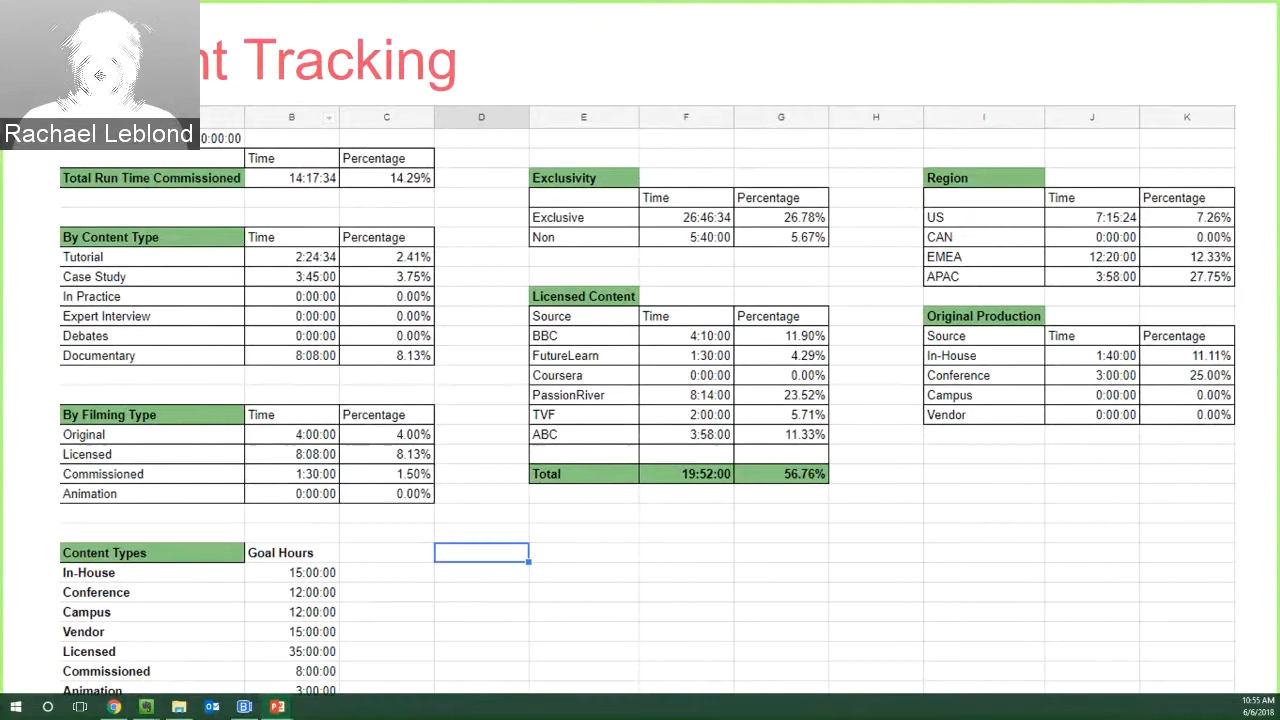 nt Tracking
Rachael Leblond
B C D E F G H I J K
0:00:00
Time Percentage
Total Run Time Commissioned 14:17:34 14.29%
By Content Type Time Percentage
Tutorial 2:24:34 2.41%
Case Study 3:45:00 3.75%
In Practice 0:00:00 0.00%
Expert Interview 0:00:00 0.00%
Debates 0:00:00 0.00%
Documentary 8:08:00 8.13%
By Filming Type Time Percentage
Original 4:00:00 4.00%
Licensed 8:08:00 8.13%
Commissioned 1:30:00 1.50%
Animation 0:00:00 0.00%
Content Types Goal Hours
In-House 15:00:00
Conference 12:00:00
Campus 12:00:00
Vendor 15:00:00
Licensed 35:00:00
Commissioned 8:00:00
Animation 3:00:00
Exclusivity
Time Percentage
Exclusive 26:46:34 26.78%
Non 5:40:00 5.67%
Licensed Content
Source Time Percentage
BBC 4:10:00 11.90%
FutureLearn 1:30:00 4.29%
Coursera 0:00:00 0.00%
PassionRiver 8:14:00 23.52%
TVF 2:00:00 5.71%
ABC 3:58:00 11.33%
Total 19:52:00 56.76%
Region
Time Percentage
US 7:15:24 7.26%
CAN 0:00:00 0.00%
EMEA 12:20:00 12.33%
APAC 3:58:00 27.75%
Original Production
Source Time Percentage
In-House 1:40:00 11.11%
Conference 3:00:00 25.00%
Campus 0:00:00 0.00%
Vendor 0:00:00 0.00%
10:55 AM
6/6/2018